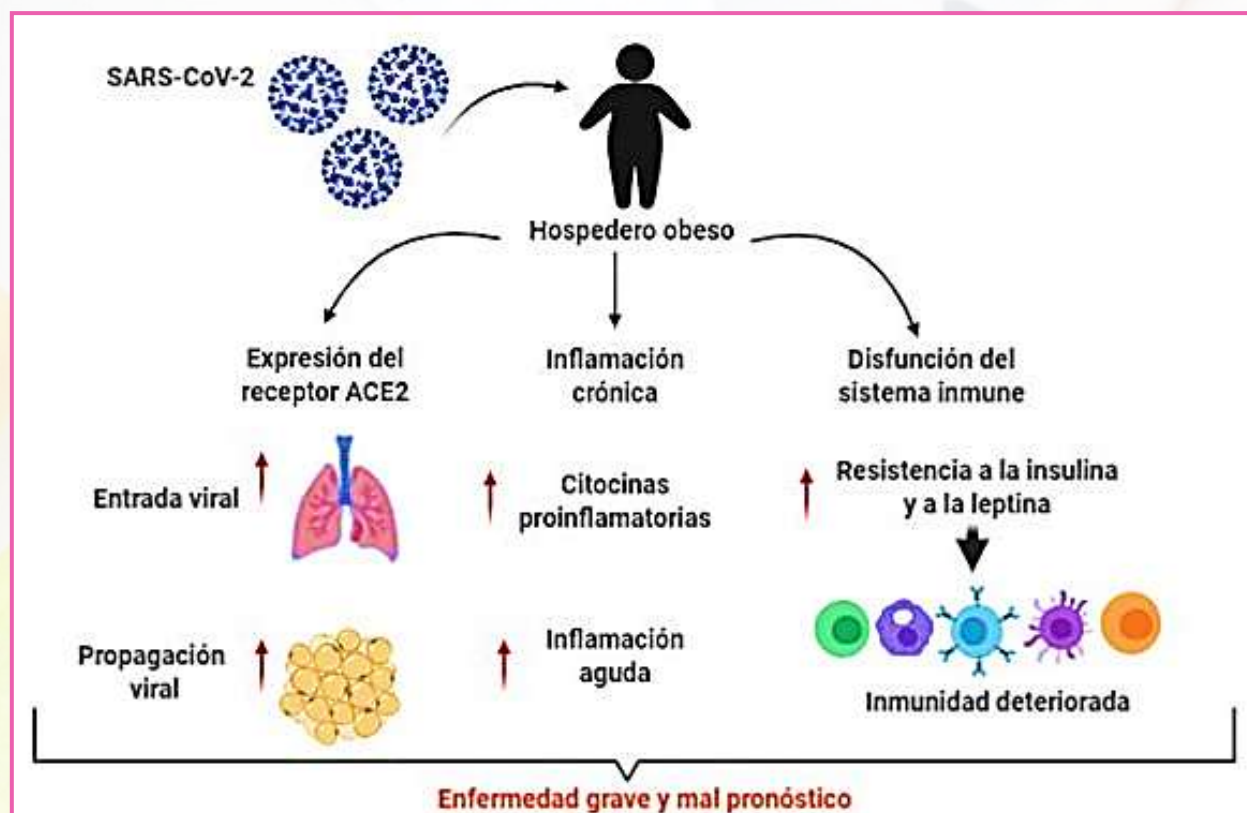 SARS-CoV-2
Hospedero obeso
Expresión del
receptor ACE2
Entrada viral
Propagación
viral
Inflamación
crónica
Citocinas
proinflamatorias
Inflamación
aguda
Disfunción del
sistema inmune
Resistencia a la insulina
y a la leptina
Inmunidad deteriorada
Enfermedad grave y mal pronóstico